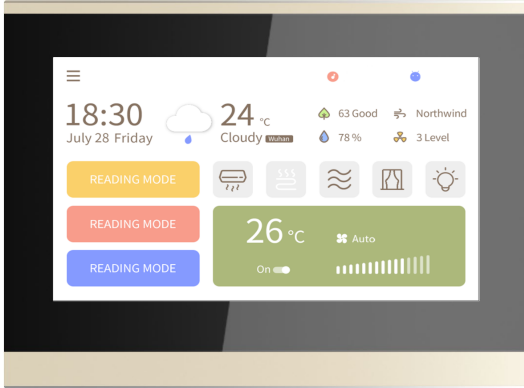 18:30
July 28 Friday
24 °C
Cloudy Wuhan
63 Good
Northwind
78 %
3 Level
READING MODE
READING MODE
READING MODE
26 °C
Auto
On